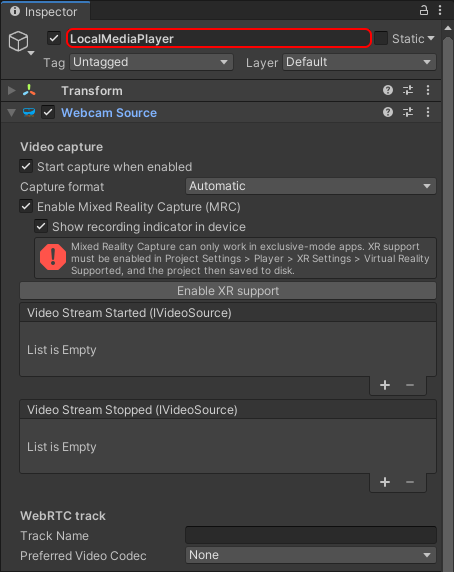 Inspector
LocalMediaPlayer
Static
Tag Untagged Layer Default
Transform
Webcam Source
Video capture
Start capture when enabled
Capture format Automatic
Enable Mixed Reality Capture (MRC)
Show recording indicator in device
Mixed Reality Capture can only work in exclusive-mode apps. XR support
must be enabled in Project Settings > Player > XR Settings > Virtual Reality
Supported, and the project then saved to disk.
Enable XR support
Video Stream Started (IVideoSource)
List is Empty
Video Stream Stopped (IVideoSource)
List is Empty
WebRTC track
Track Name
Preferred Video Codec None